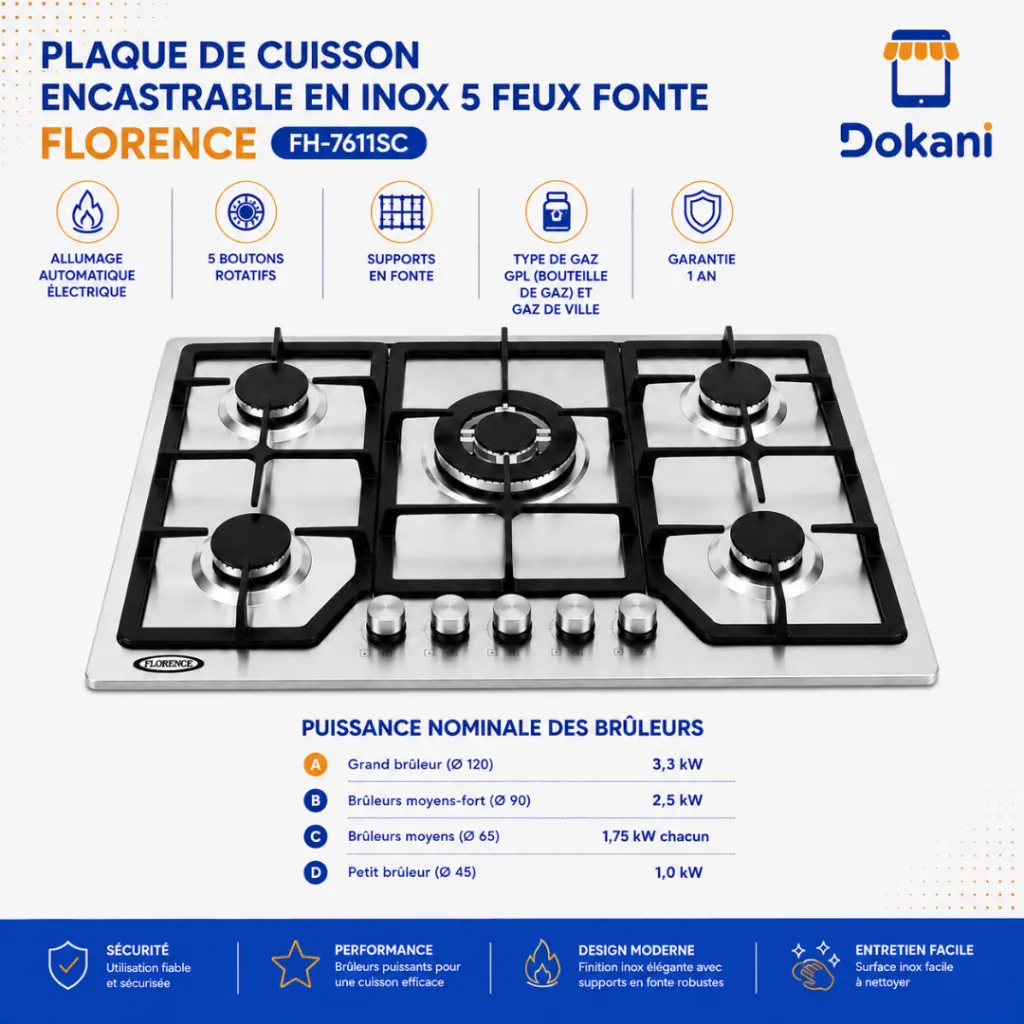 PLAQUE DE CUISSON
ENCASTRABLE EN INOX 5 FEUX FONTE
FLORENCE FH-7611SC
Dokani
ALLUMAGE
AUTOMATIQUE
ÉLECTRIQUE
5 BOUTONS
ROTATIFS
SUPPORTS
EN FONTE
TYPE DE GAZ
GPL (BOUTEILLE
DE GAZ) ET
GAZ DE VILLE
GARANTIE
1 AN
FLORENCE
PUISSANCE NOMINALE DES BRÛLEURS
A Grand brûleur (Ø 120) 3,3 kW
B Brûleurs moyens-fort (Ø 90) 2,5 kW
C Brûleurs moyens (Ø 65) 1,75 kW chacun
D Petit brûleur (Ø 45) 1,0 kW
SÉCURITÉ
Utilisation fiable
et sécurisée
PERFORMANCE
Brûleurs puissants pour
une cuisson efficace
DESIGN MODERNE
Finition inox élégante avec
supports en fonte robustes
ENTRETIEN FACILE
Surface inox facile
à nettoyer